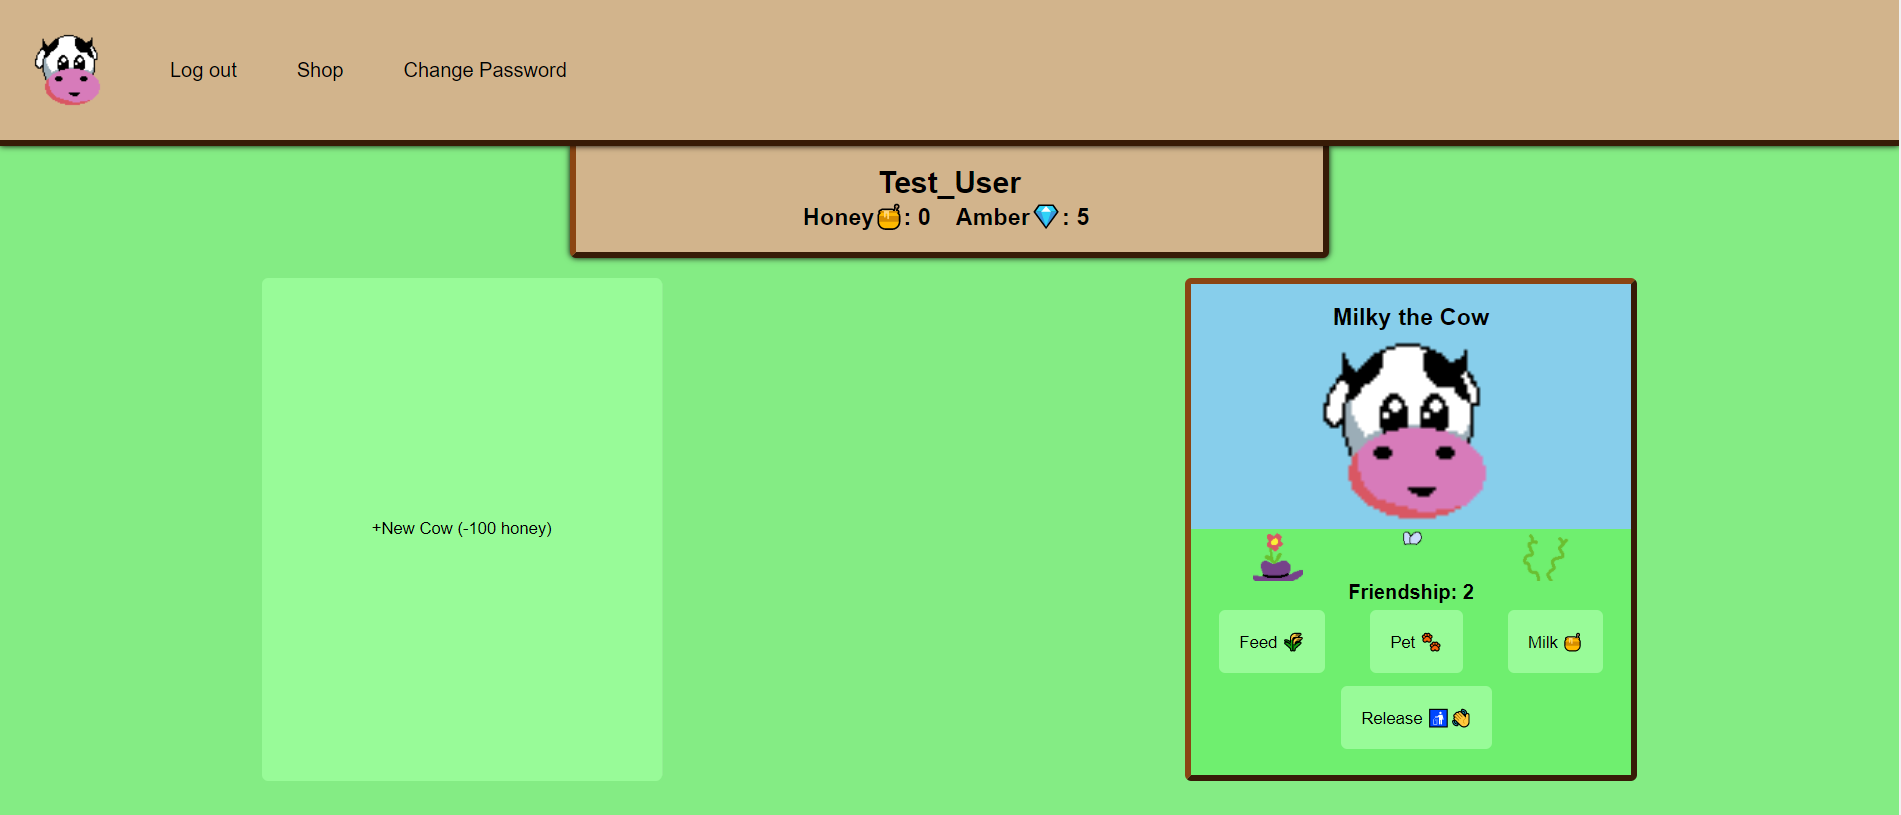 Log out Shop Change Password
Test_User
Honey🍯: 0 Amber💎: 5
+New Cow (-100 honey)
Milky the Cow
Friendship: 2
Feed 🌾 Pet 🐾 Milk 🍯
Release 🚮👋